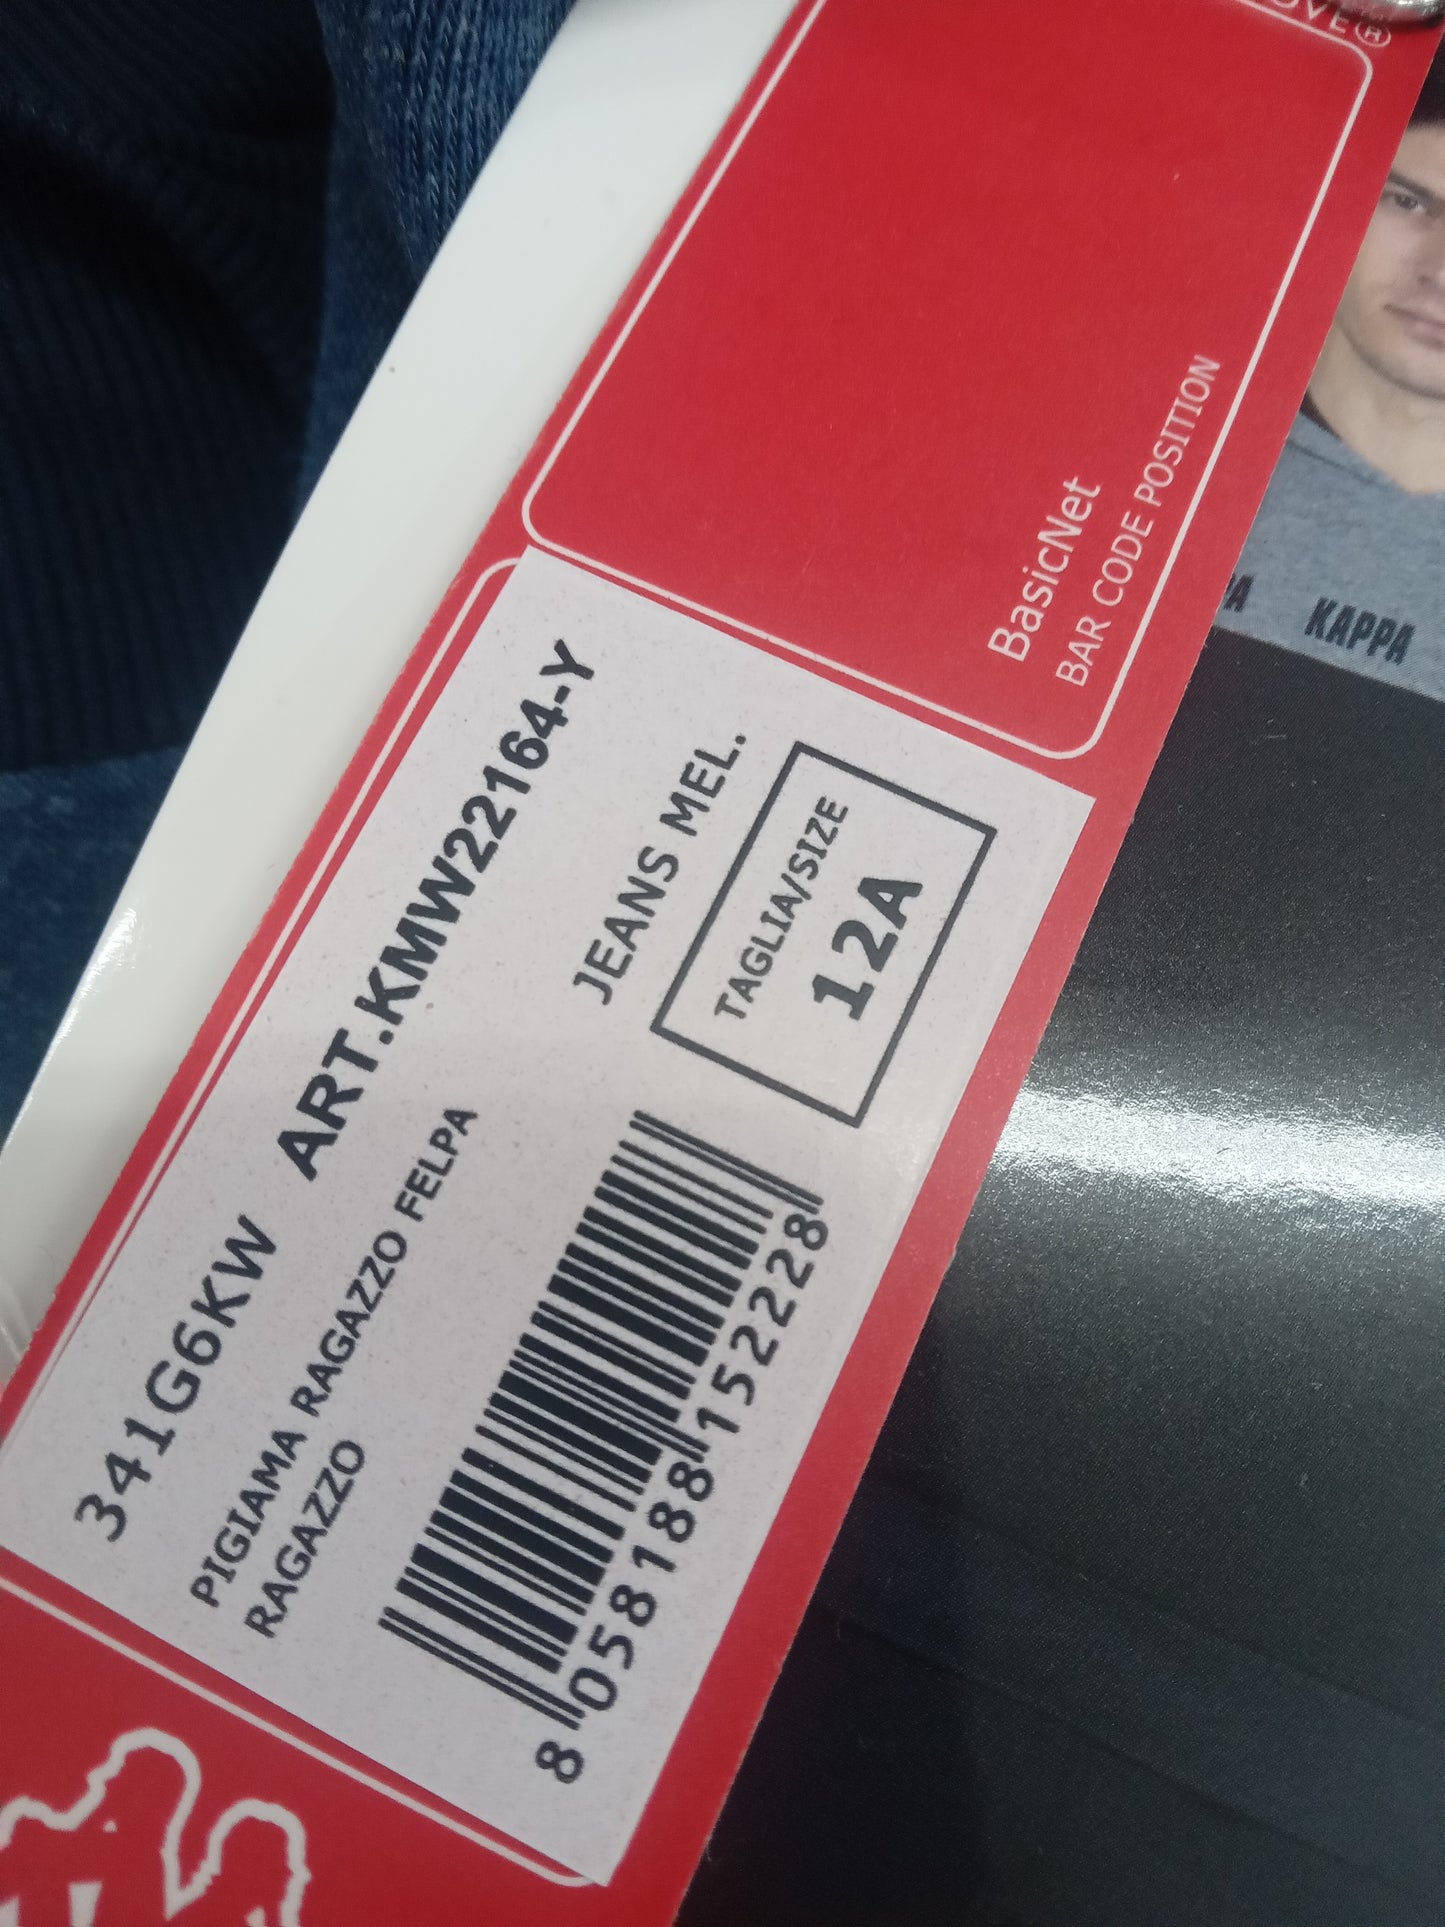 BasicNet
BAR CODE POSITION
KAPPA
341G6KW ART.KMW22164-Y
PIGIAMA RAGAZZO FELPA
RAGAZZO
JEANS MEL.
TAGLIA/SIZE
12A
8 058188 152228